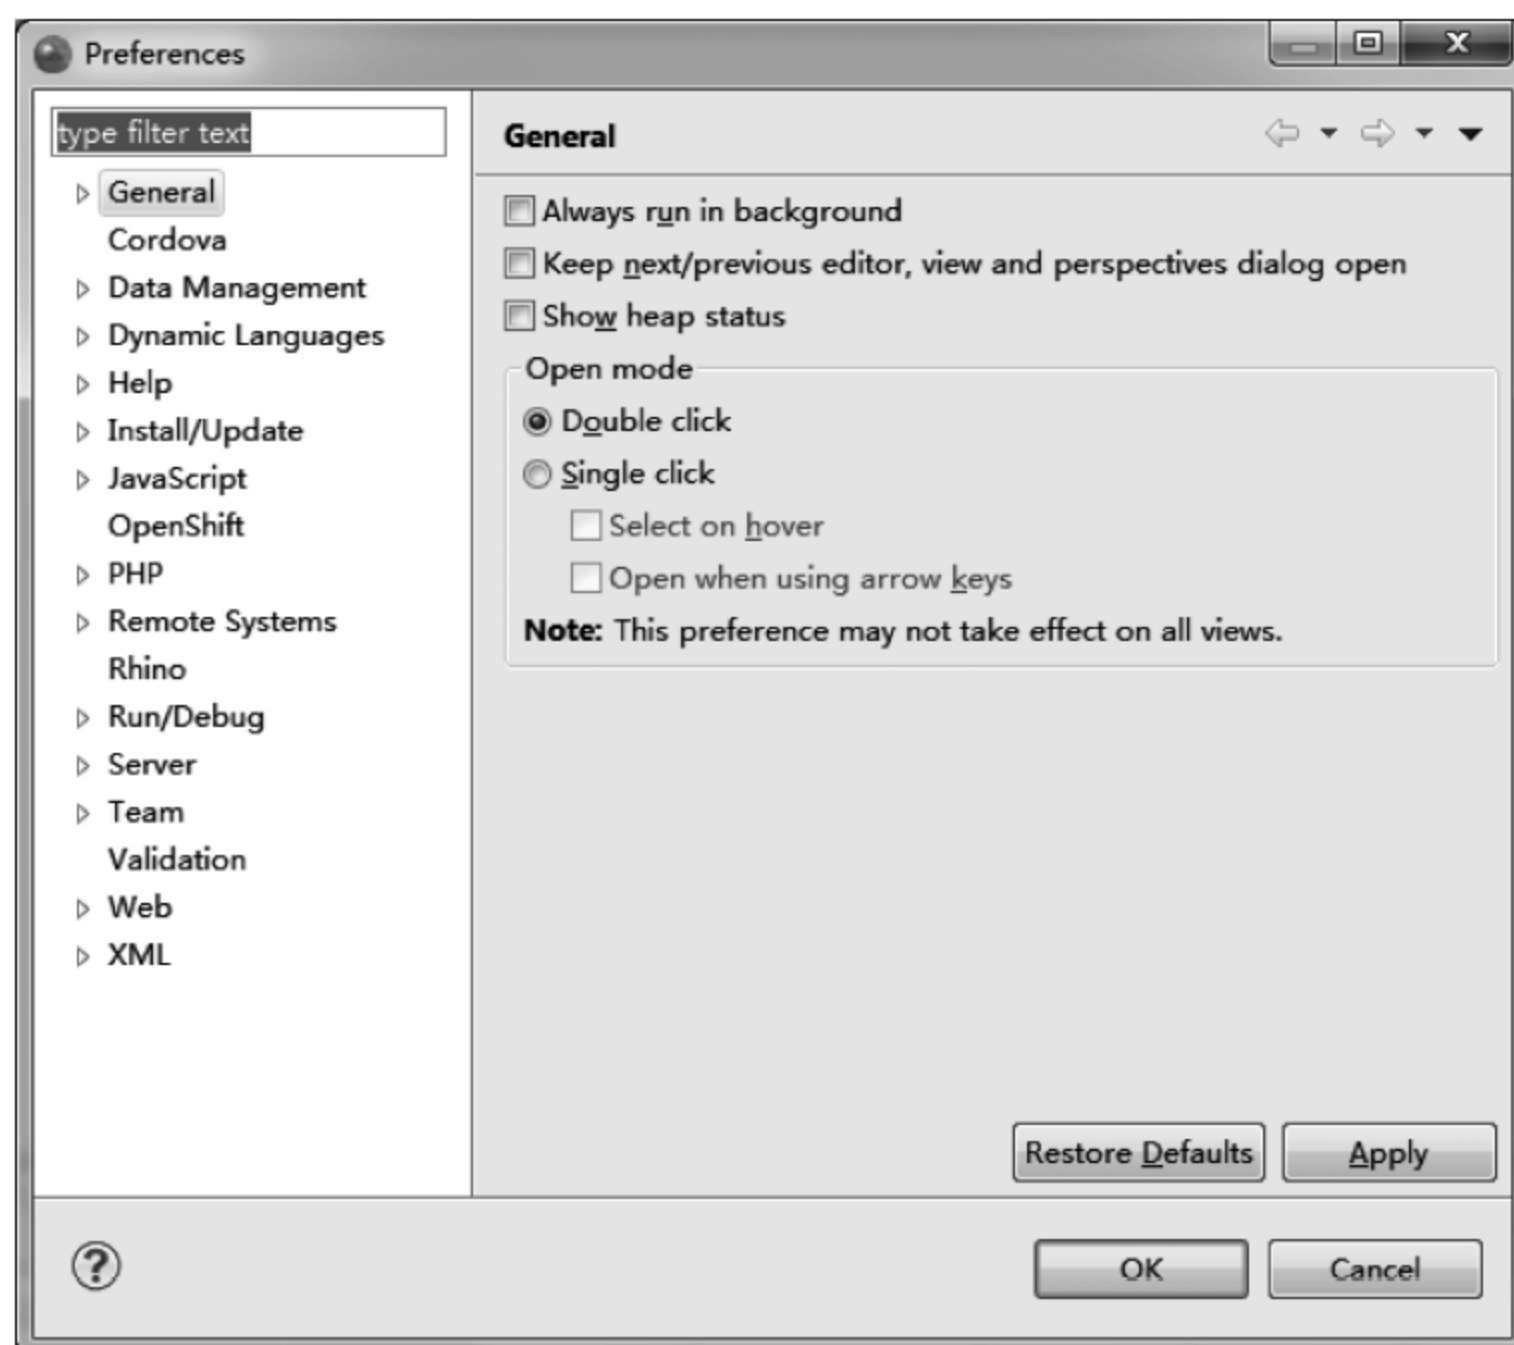 Preferences
type filter text
General
Cordova
Data Management
Dynamic Languages
Help
Install/Update
JavaScript
OpenShift
PHP
Remote Systems
Rhino
Run/Debug
Server
Team
Validation
Web
XML
General
Always run in background
Keep next/previous editor, view and perspectives dialog open
Show heap status
Open mode
Double click
Single click
Select on hover
Open when using arrow keys
Note: This preference may not take effect on all views.
Restore Defaults
Apply
OK
Cancel